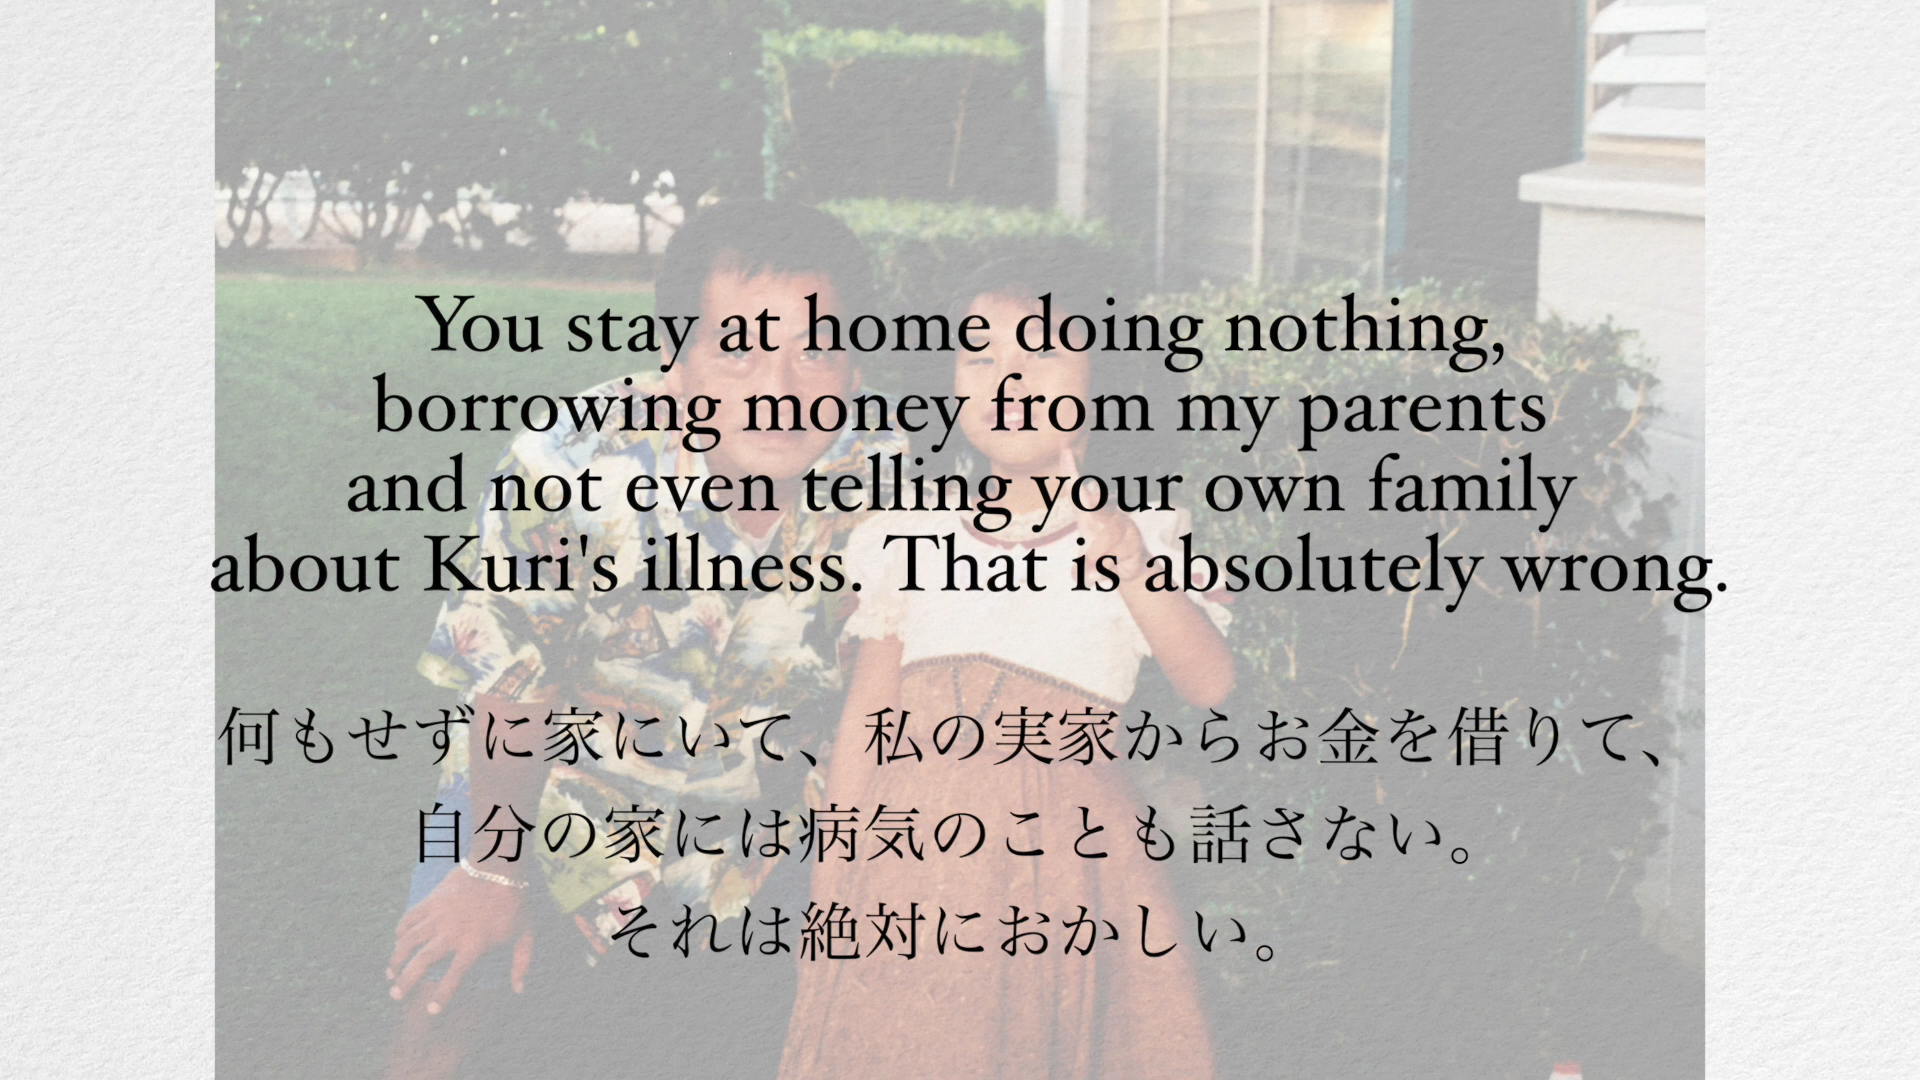 You stay at home doing nothing,
borrowing money from my parents
and not even telling your own family
about Kuri's illness. That is absolutely wrong.
何もせずに家にいて、私の実家からお金を借りて、
自分の家には病気のことも話さない。
それは絶対におかしい。